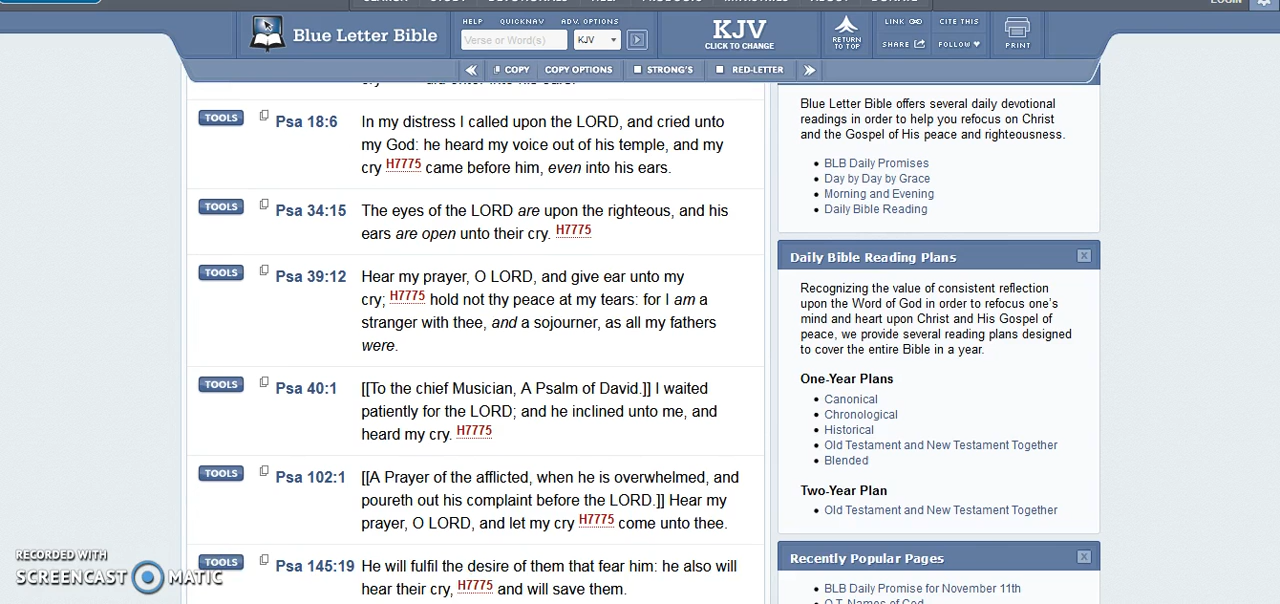 SEARCH STUDY DEVOTIONALS HELP PRODUCTS MINISTRIES ABOUT DONATE LOGIN
Blue Letter Bible
HELP QUICKNAV ADV. OPTIONS
Verse or Word(s) KJV
KJV
CLICK TO CHANGE
RETURN
TO TOP
LINK CITE THIS
SHARE FOLLOW
PRINT
COPY COPY OPTIONS STRONG'S RED-LETTER
TOOLS Psa 18:6 In my distress I called upon the LORD, and cried unto
my God: he heard my voice out of his temple, and my
cry H7775 came before him, even into his ears.
TOOLS Psa 34:15 The eyes of the LORD are upon the righteous, and his
ears are open unto their cry. H7775
TOOLS Psa 39:12 Hear my prayer, O LORD, and give ear unto my
cry; H7775 hold not thy peace at my tears: for I am a
stranger with thee, and a sojourner, as all my fathers
were.
TOOLS Psa 40:1 [[To the chief Musician, A Psalm of David.]] I waited
patiently for the LORD; and he inclined unto me, and
heard my cry. H7775
TOOLS Psa 102:1 [[A Prayer of the afflicted, when he is overwhelmed, and
poureth out his complaint before the LORD.]] Hear my
prayer, O LORD, and let my cry H7775 come unto thee.
TOOLS Psa 145:19 He will fulfil the desire of them that fear him: he also will
hear their cry, H7775 and will save them.
Blue Letter Bible offers several daily devotional
readings in order to help you refocus on Christ
and the Gospel of His peace and righteousness.
BLB Daily Promises
Day by Day by Grace
Morning and Evening
Daily Bible Reading
Daily Bible Reading Plans
Recognizing the value of consistent reflection
upon the Word of God in order to refocus one's
mind and heart upon Christ and His Gospel of
peace, we provide several reading plans designed
to cover the entire Bible in a year.
One-Year Plans
Canonical
Chronological
Historical
Old Testament and New Testament Together
Blended
Two-Year Plan
Old Testament and New Testament Together
Recently Popular Pages
BLB Daily Promise for November 11th
O.T. Names of God
RECORDED WITH
SCREENCAST MATIC